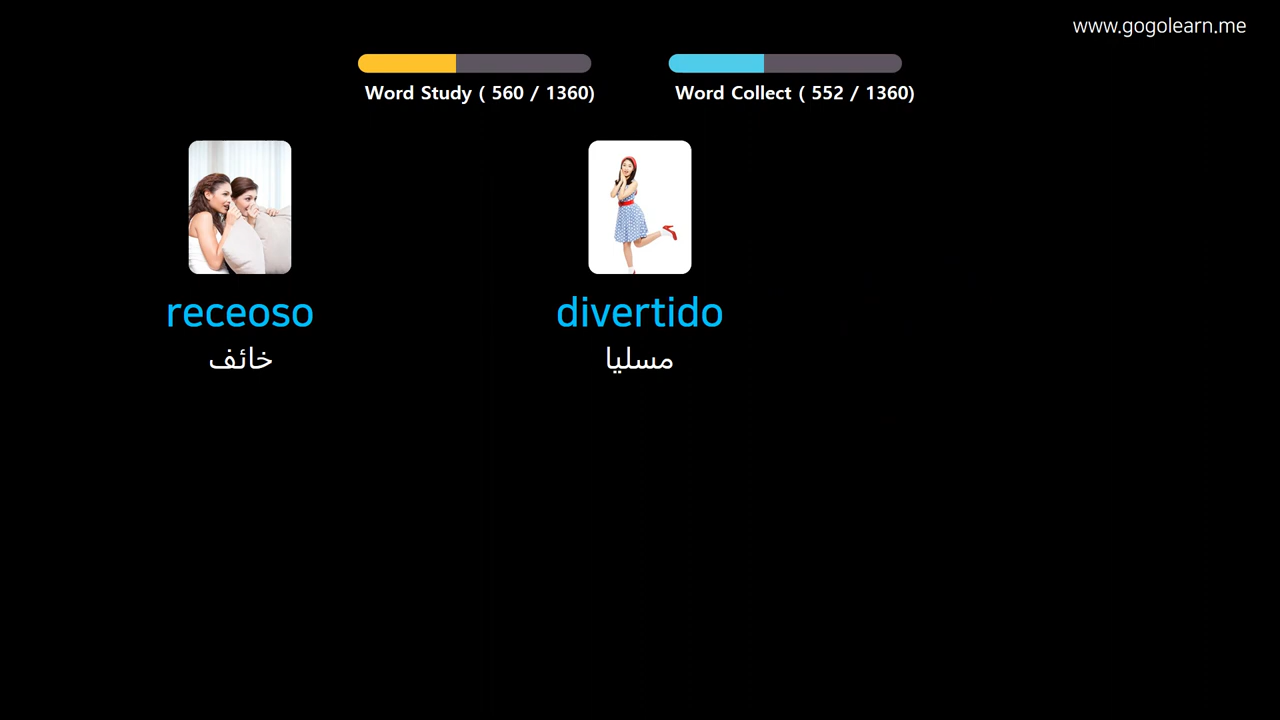 www.gogolearn.me
Word Study ( 560 / 1360)
Word Collect ( 552 / 1360)
receoso
خائف
divertido
مسليا